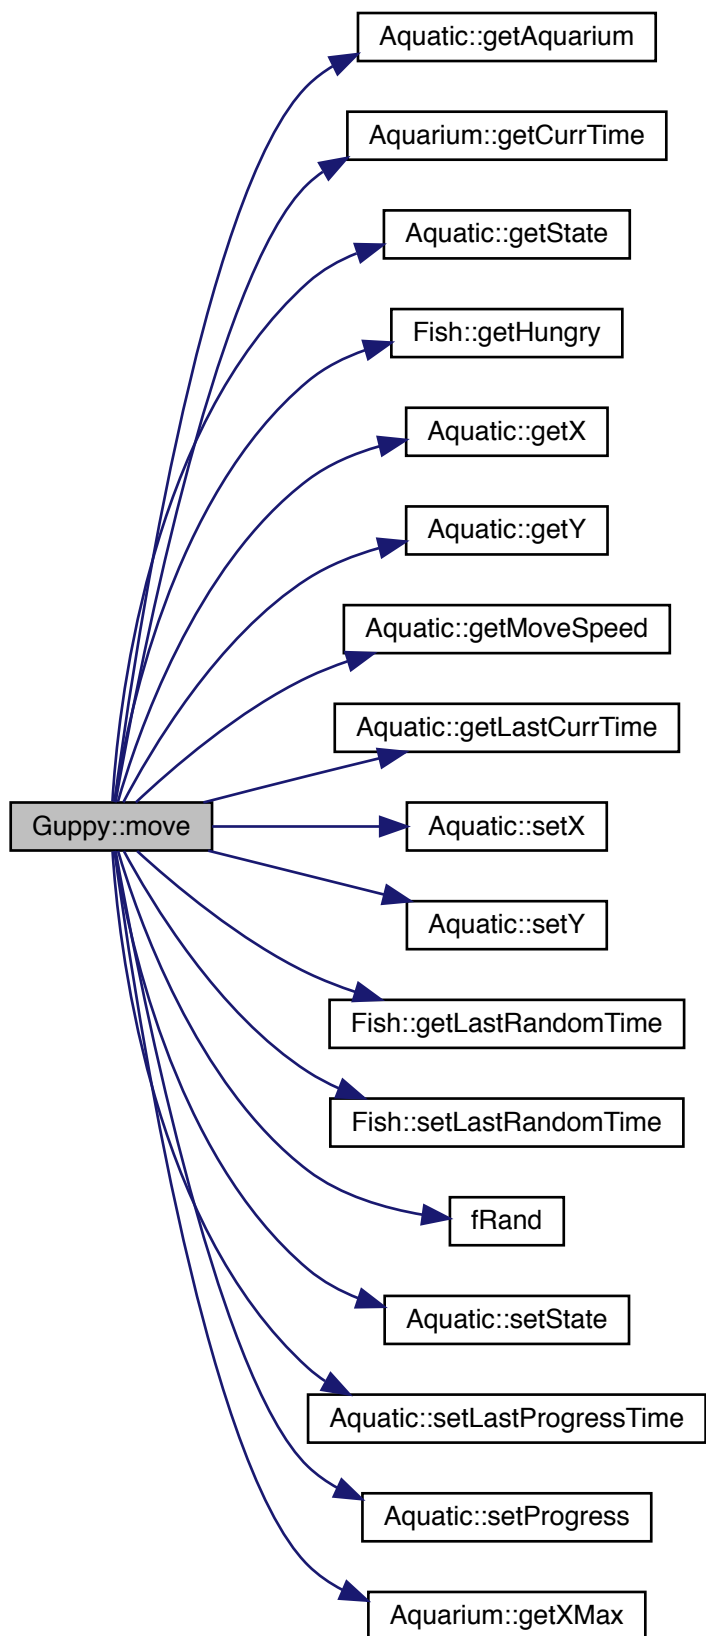 Aquatic::getAquarium
Aquarium::getCurrTime
Aquatic::getState
Fish::getHungry
Aquatic::getX
Aquatic::getY
Aquatic::getMoveSpeed
Aquatic::getLastCurrTime
Guppy::move
Aquatic::setX
Aquatic::setY
Fish::getLastRandomTime
Fish::setLastRandomTime
fRand
Aquatic::setState
Aquatic::setLastProgressTime
Aquatic::setProgress
Aquarium::getXMax